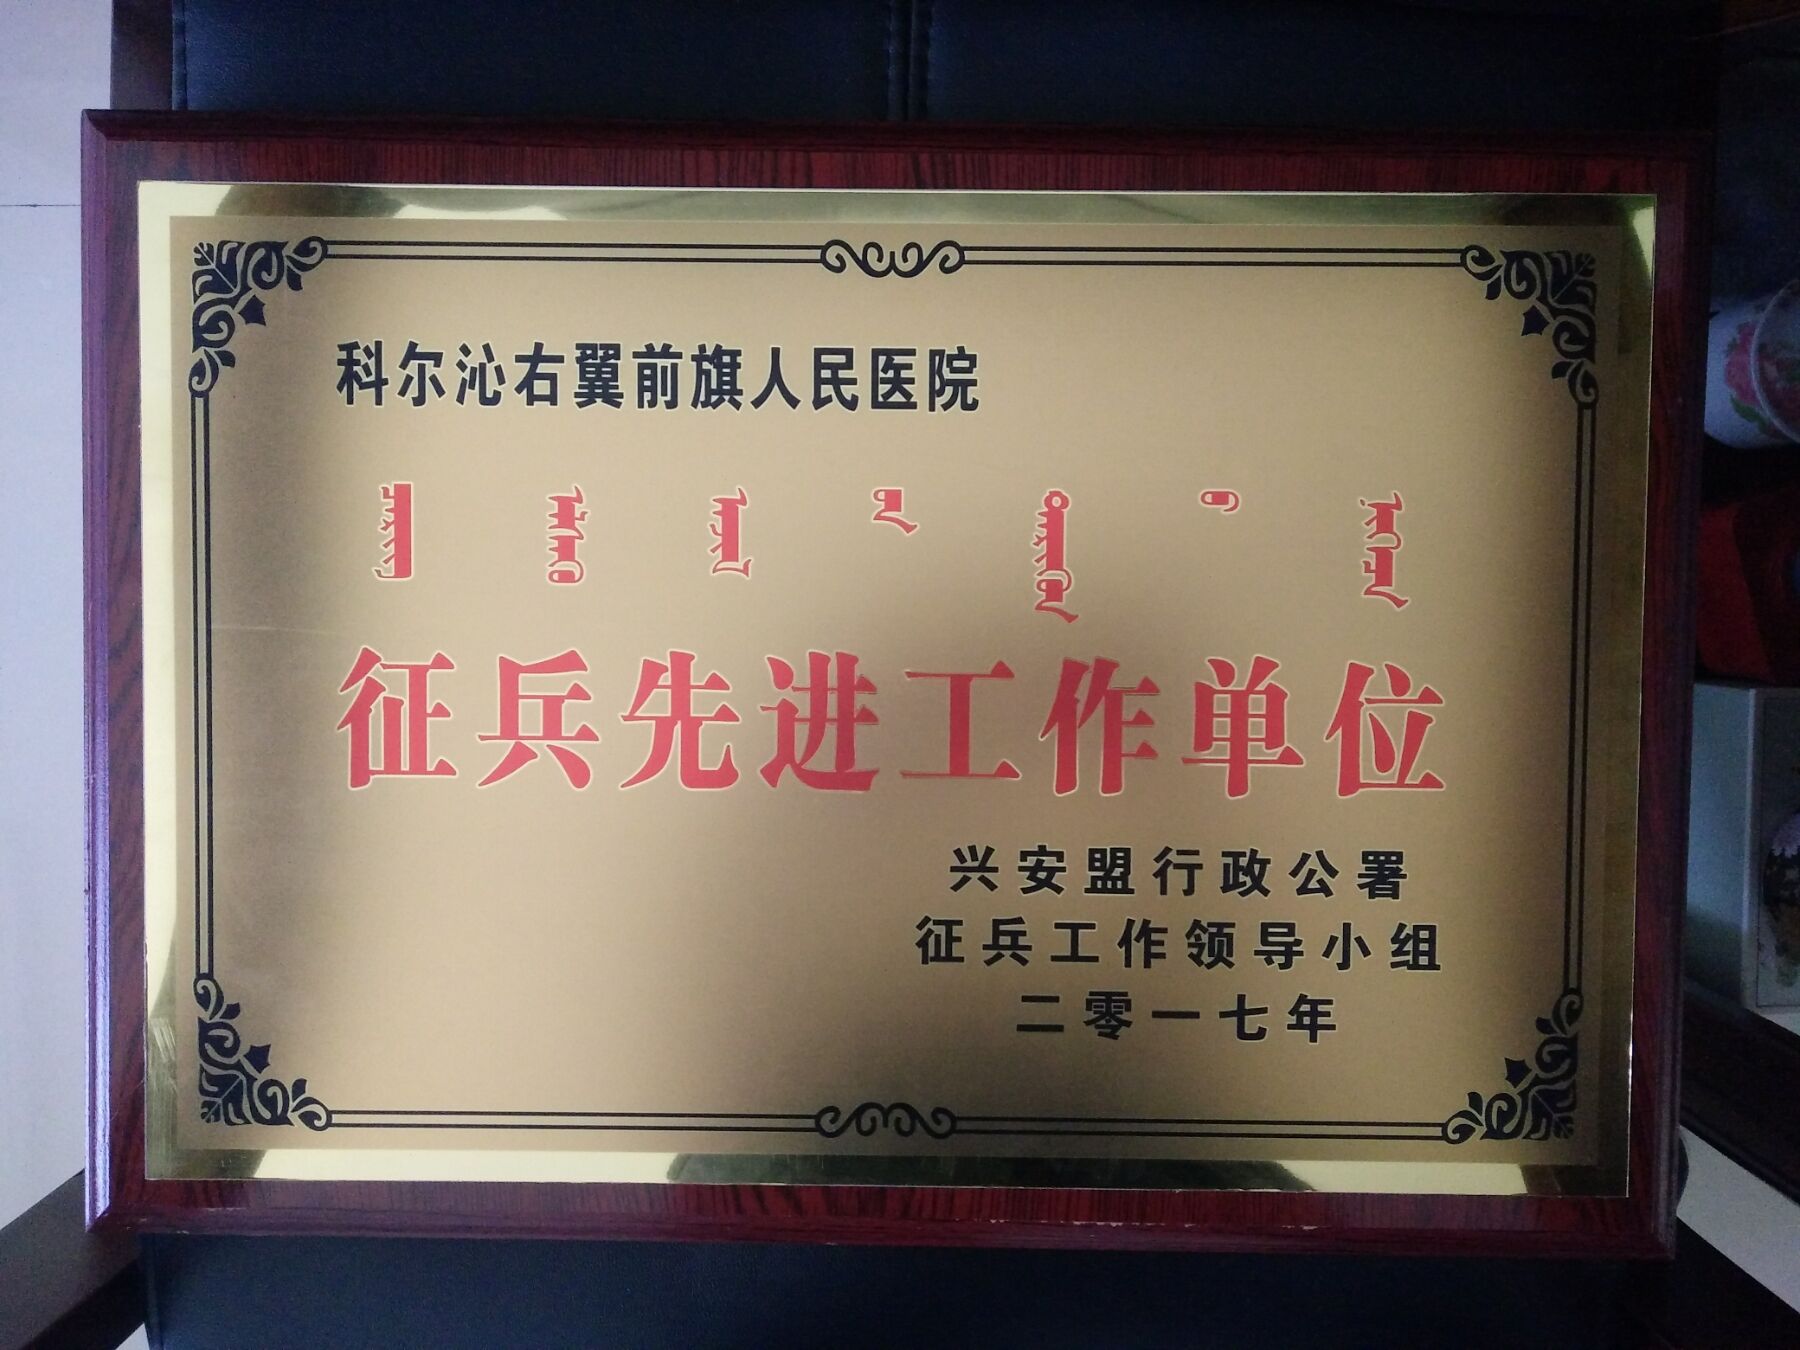 科尔沁右翼前旗人民医院
征兵先进工作单位
兴安盟行政公署
征兵工作领导小组
二零一七年